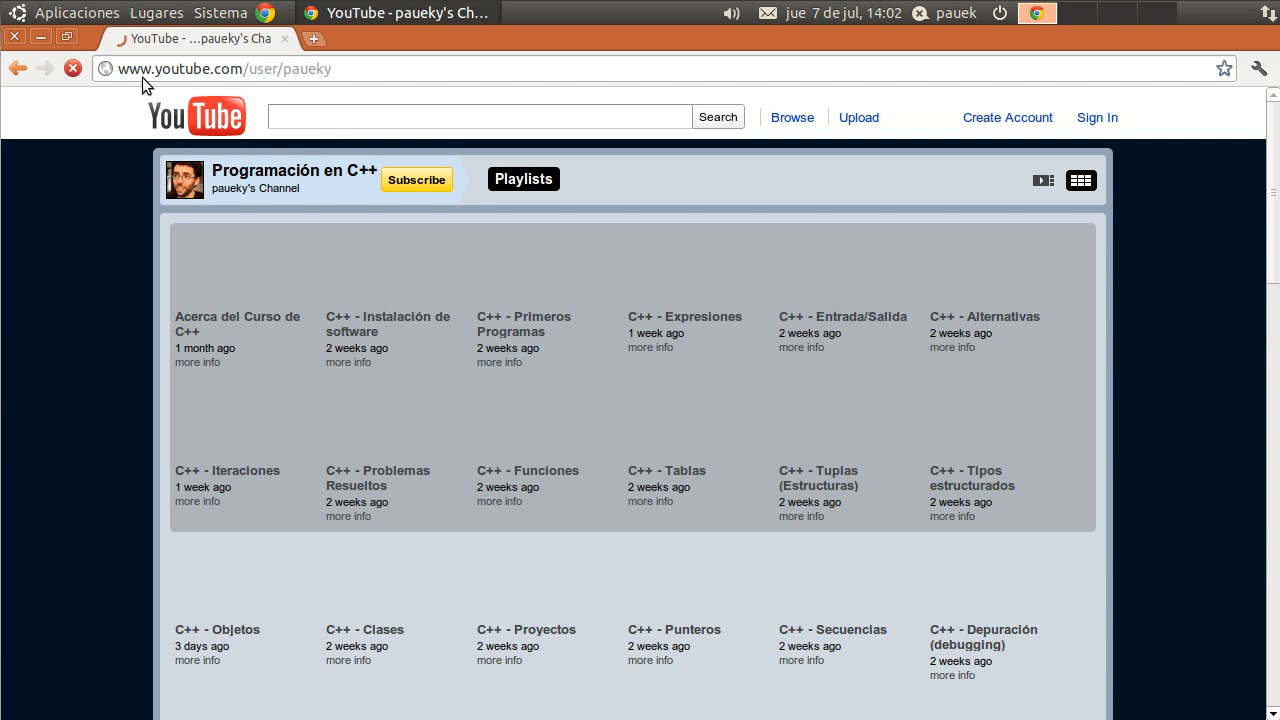 Aplicaciones Lugares Sistema YouTube - paueky's Ch... jue 7 de jul, 14:02 pauek
YouTube - ...paueky's Cha
www.youtube.com/user/paueky
YouTube Search Browse Upload Create Account Sign In
Programación en C++
paueky's Channel
Subscribe
Playlists
Acerca del Curso de
C++
1 month ago
more info
C++ - Instalación de
software
2 weeks ago
more info
C++ - Primeros
Programas
2 weeks ago
more info
C++ - Expresiones
1 week ago
more info
C++ - Entrada/Salida
2 weeks ago
more info
C++ - Alternativas
2 weeks ago
more info
C++ - Iteraciones
1 week ago
more info
C++ - Problemas
Resueltos
2 weeks ago
more info
C++ - Funciones
2 weeks ago
more info
C++ - Tablas
2 weeks ago
more info
C++ - Tuplas
(Estructuras)
2 weeks ago
more info
C++ - Tipos
estructurados
2 weeks ago
more info
C++ - Objetos
3 days ago
more info
C++ - Clases
2 weeks ago
more info
C++ - Proyectos
2 weeks ago
more info
C++ - Punteros
2 weeks ago
more info
C++ - Secuencias
2 weeks ago
more info
C++ - Depuración
(debugging)
2 weeks ago
more info